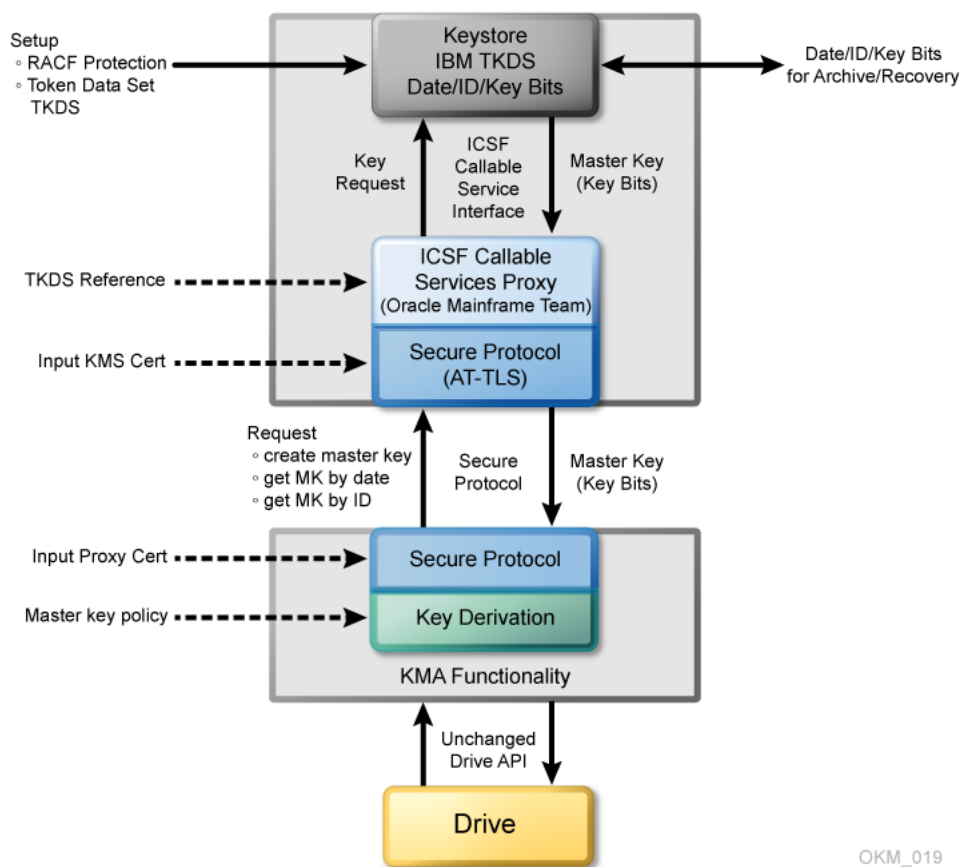 Setup
◦ RACF Protection
◦ Token Data Set
TKDS
Keystore
IBM TKDS
Date/ID/Key Bits
Date/ID/Key Bits
for Archive/Recovery
Key
Request
ICSF
Callable
Service
Interface
Master Key
(Key Bits)
TKDS Reference
ICSF Callable
Services Proxy
(Oracle Mainframe Team)
Input KMS Cert
Secure Protocol
(AT-TLS)
Request
◦ create master key
◦ get MK by date
◦ get MK by ID
Secure
Protocol
Master Key
(Key Bits)
Input Proxy Cert
Secure Protocol
Master key policy
Key Derivation
KMA Functionality
Unchanged
Drive API
Drive
OKM_019